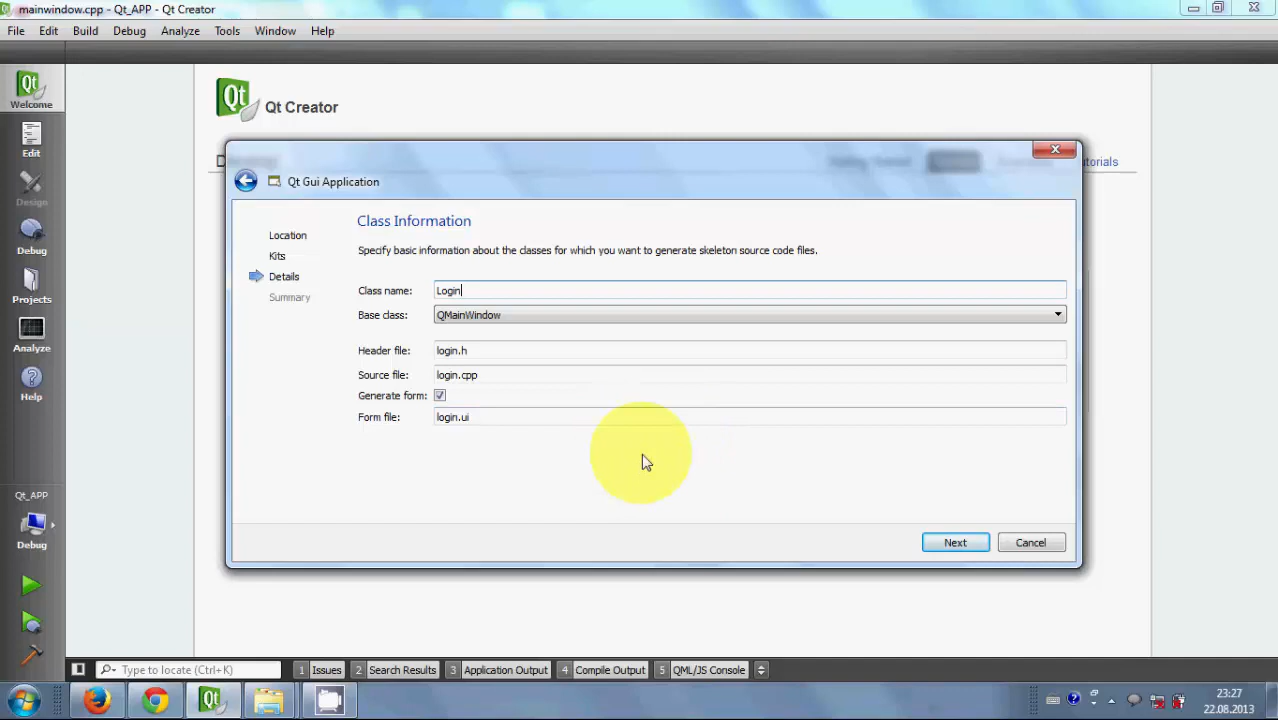 mainwindow.cpp - Qt_APP - Qt Creator
File Edit Build Debug Analyze Tools Window Help
Qt
Welcome
Edit
Design
Debug
Projects
Analyze
Help
Qt_APP
Debug
Qt Qt Creator
utorials
Qt Gui Application
Location
Kits
Details
Summary
Class Information
Specify basic information about the classes for which you want to generate skeleton source code files.
Class name: Login
Base class: QMainWindow
Header file: login.h
Source file: login.cpp
Generate form:
Form file: login.ui
Next Cancel
Type to locate (Ctrl+K) 1 Issues 2 Search Results 3 Application Output 4 Compile Output 5 QML/JS Console
Qt
23:27
22.08.2013